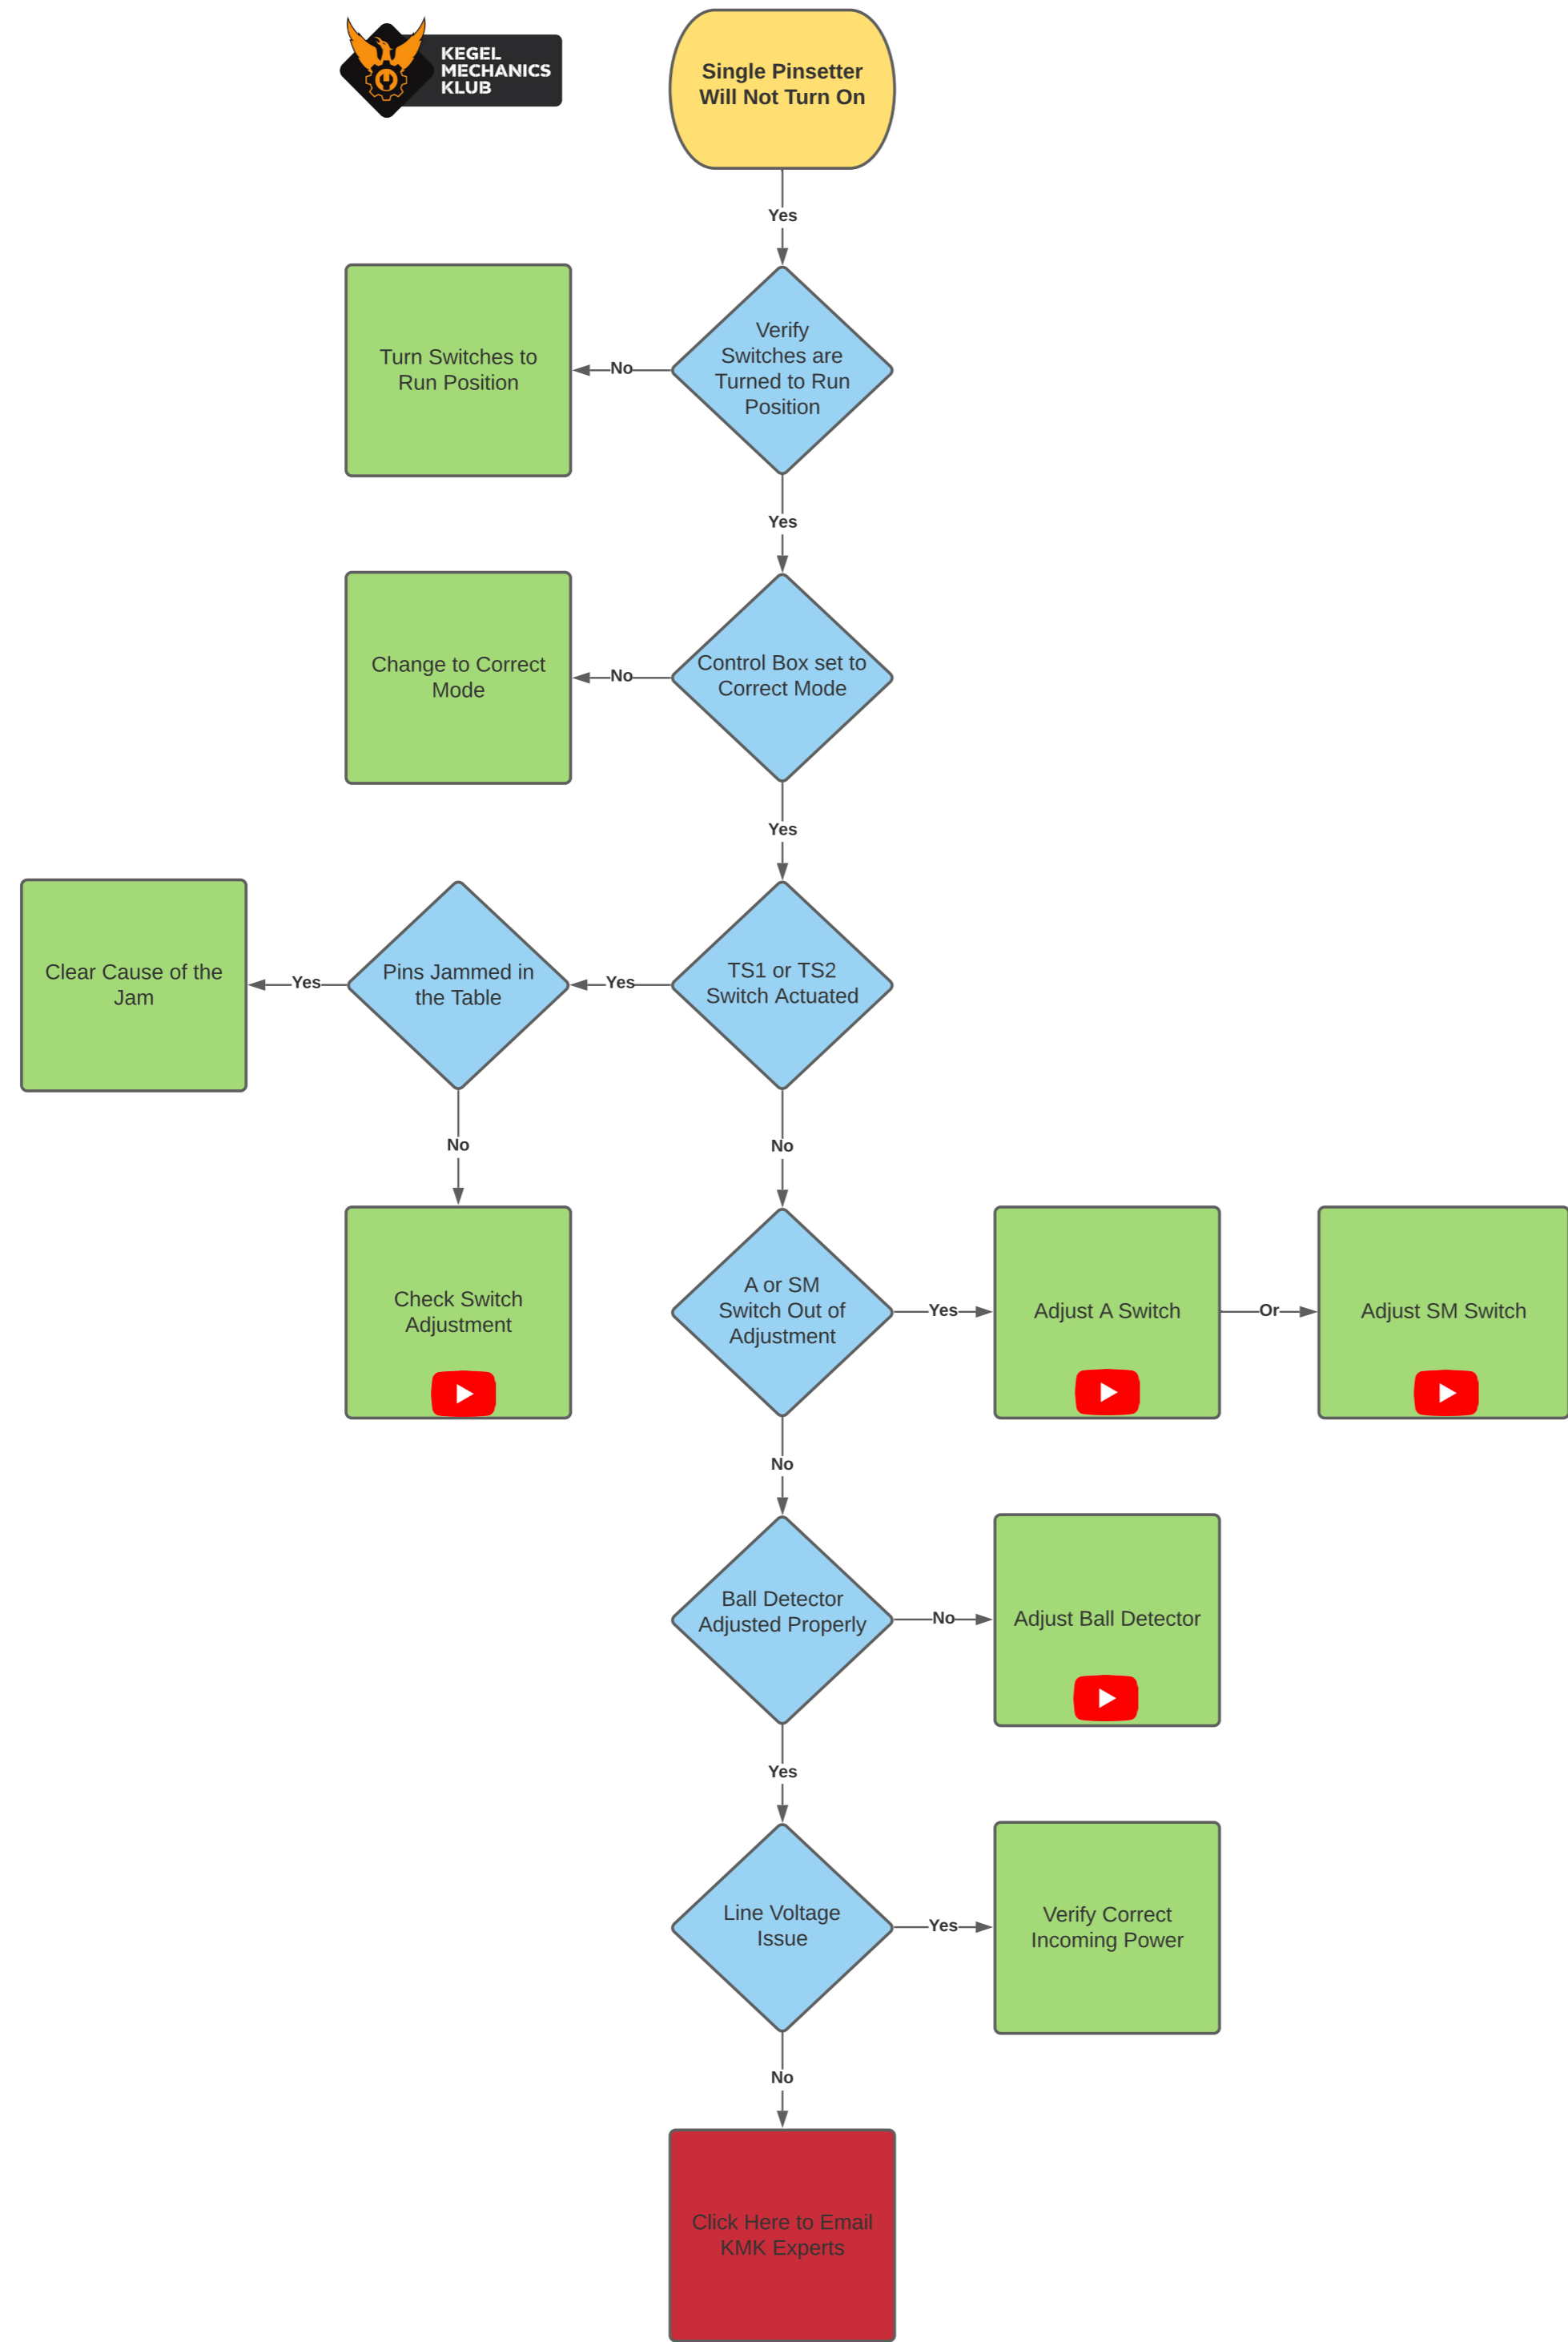 KEGEL
MECHANICS
KLUB
Single Pinsetter
Will Not Turn On
Yes
Verify
Switches are
Turned to Run
Position
No
Turn Switches to
Run Position
Yes
Control Box set to
Correct Mode
No
Change to Correct
Mode
Yes
TS1 or TS2
Switch Actuated
Yes
Pins Jammed in
the Table
Yes
Clear Cause of the
Jam
No
Check Switch
Adjustment
No
A or SM
Switch Out of
Adjustment
Yes
Adjust A Switch
Or
Adjust SM Switch
No
Ball Detector
Adjusted Properly
No
Adjust Ball Detector
Yes
Line Voltage
Issue
Yes
Verify Correct
Incoming Power
No
Click Here to Email
KMK Experts